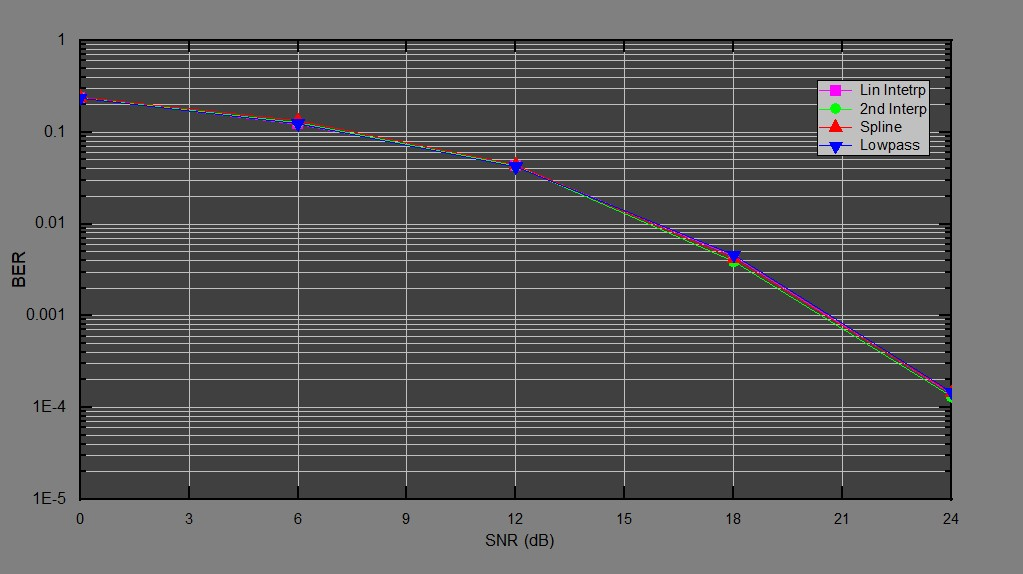 1
0.1
0.01
0.001
1E-4
1E-5
BER
0 3 6 9 12 15 18 21 24
SNR (dB)
Lin Intetrp
2nd Interp
Spline
Lowpass